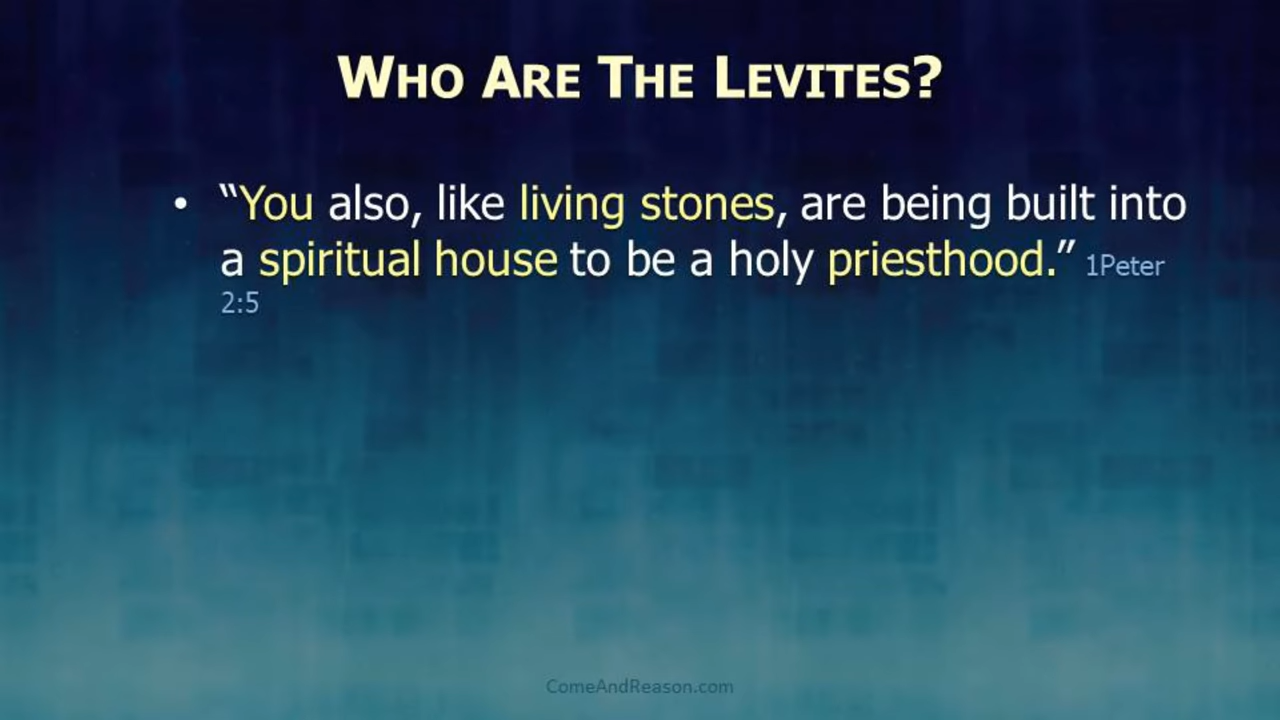 WHO ARE THE LEVITES?
• “You also, like living stones, are being built into
a spiritual house to be a holy priesthood.” 1Peter
2:5
ComeAndReason.com